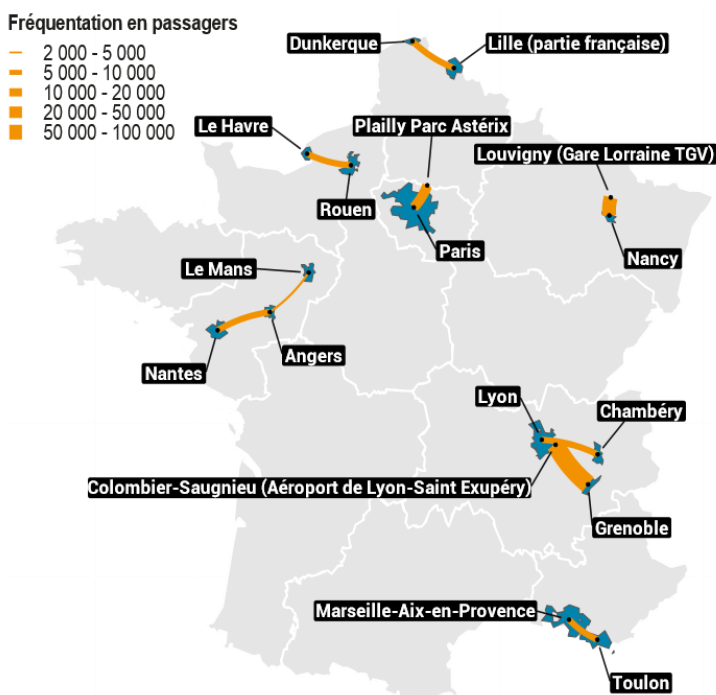 Fréquentation en passagers
2 000 - 5 000
5 000 - 10 000
10 000 - 20 000
20 000 - 50 000
50 000 - 100 000
Dunkerque
Lille (partie française)
Le Havre
Plailly Parc Astérix
Louvigny (Gare Lorraine TGV)
Rouen
Paris
Nancy
Le Mans
Angers
Nantes
Lyon
Chambéry
Colombier-Saugnieu (Aéroport de Lyon-Saint Exupéry)
Grenoble
Marseille-Aix-en-Provence
Toulon